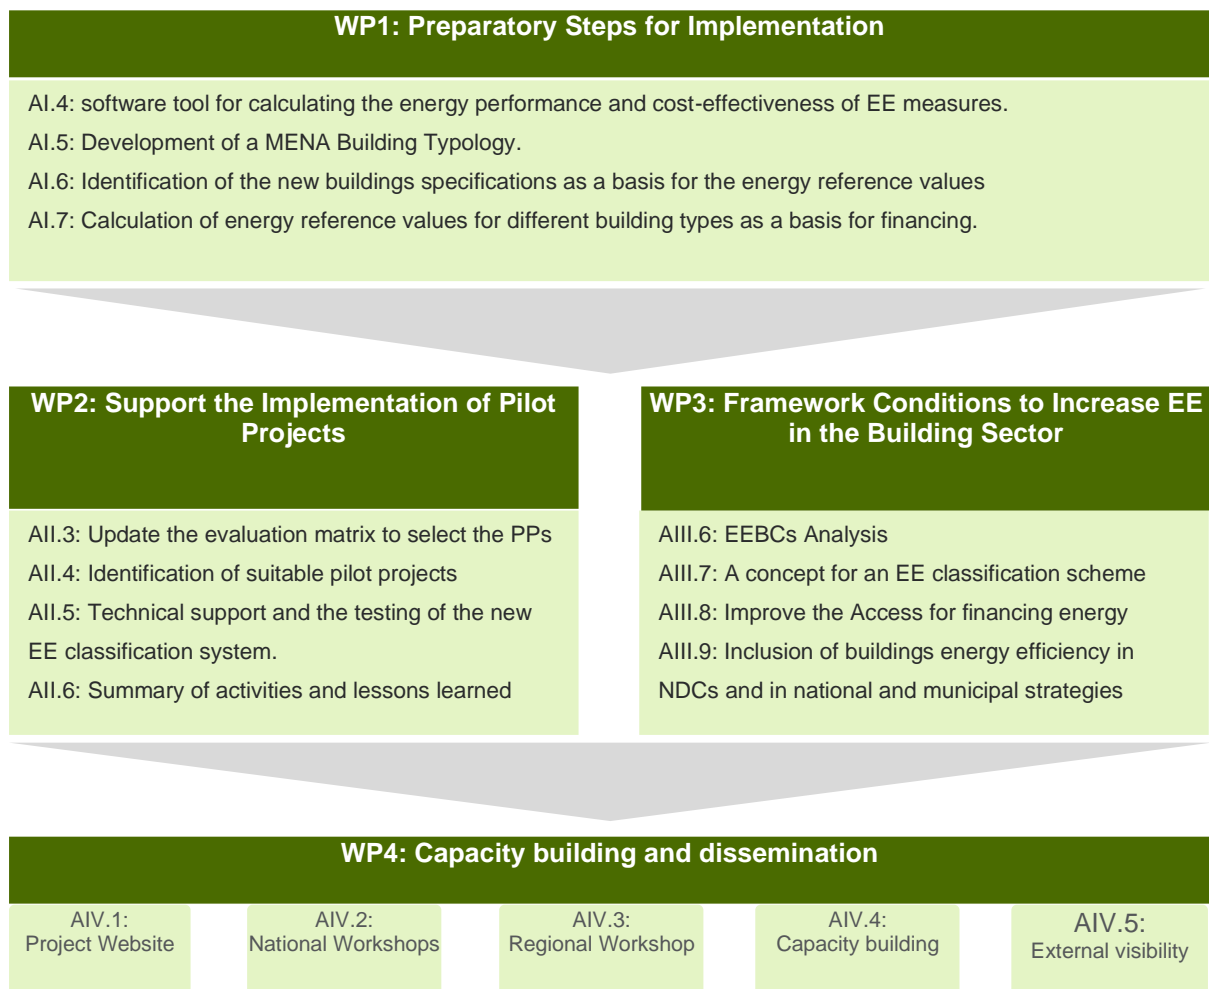 WP1: Preparatory Steps for Implementation
AI.4: software tool for calculating the energy performance and cost-effectiveness of EE measures.
AI.5: Development of a MENA Building Typology.
AI.6: Identification of the new buildings specifications as a basis for the energy reference values
AI.7: Calculation of energy reference values for different building types as a basis for financing.
WP2: Support the Implementation of Pilot
Projects
AII.3: Update the evaluation matrix to select the PPs
AII.4: Identification of suitable pilot projects
AII.5: Technical support and the testing of the new
EE classification system.
AII.6: Summary of activities and lessons learned
WP3: Framework Conditions to Increase EE
in the Building Sector
AIII.6: EEBCs Analysis
AIII.7: A concept for an EE classification scheme
AIII.8: Improve the Access for financing energy
AIII.9: Inclusion of buildings energy efficiency in
NDCs and in national and municipal strategies
WP4: Capacity building and dissemination
AIV.1:
Project Website
AIV.2:
National Workshops
AIV.3:
Regional Workshop
AIV.4:
Capacity building
AIV.5:
External visibility